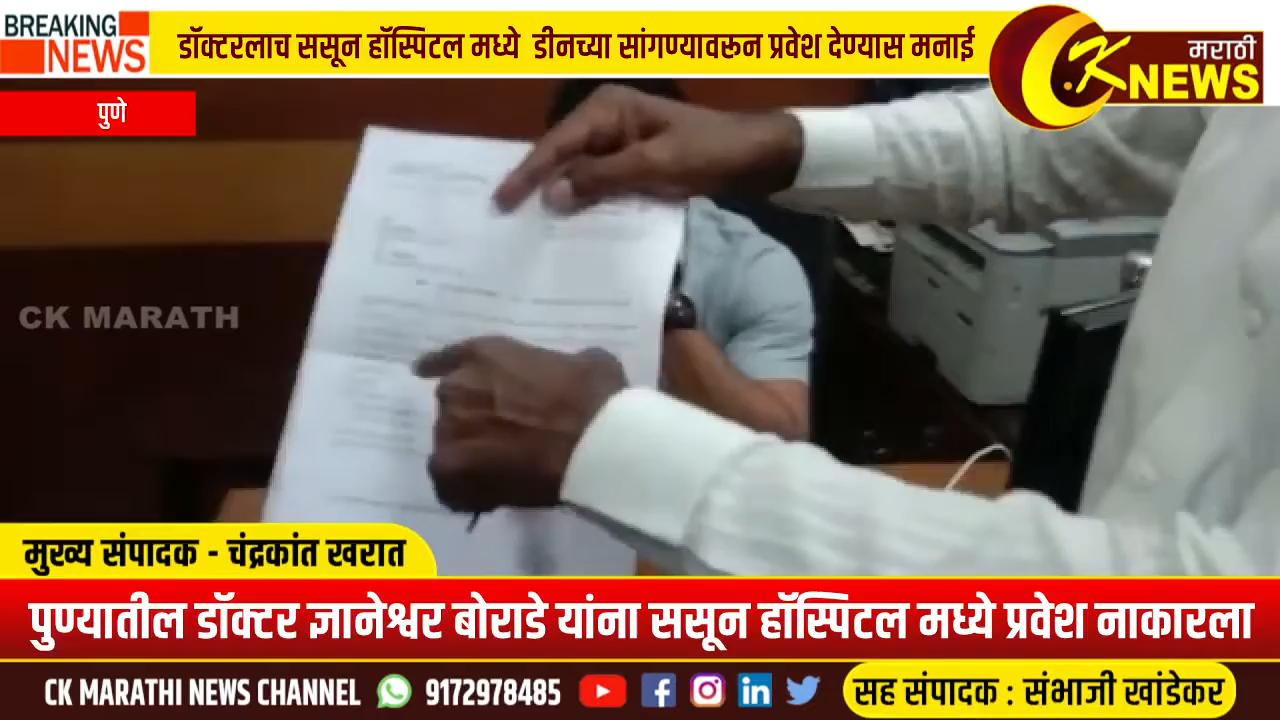 BREAKING
NEWS
डॉक्टरलाच ससून हॉस्पिटल मध्ये डीनच्या सांगण्यावरून प्रवेश देण्यास मनाई
C.K
मराठी
NEWS
पुणे
CK MARATH
मुख्य संपादक - चंद्रकांत खरात
पुण्यातील डॉक्टर ज्ञानेश्वर बोराडे यांना ससून हॉस्पिटल मध्ये प्रवेश नाकारला
CK MARATHI NEWS CHANNEL 9172978485
सह संपादक : संभाजी खांडेकर